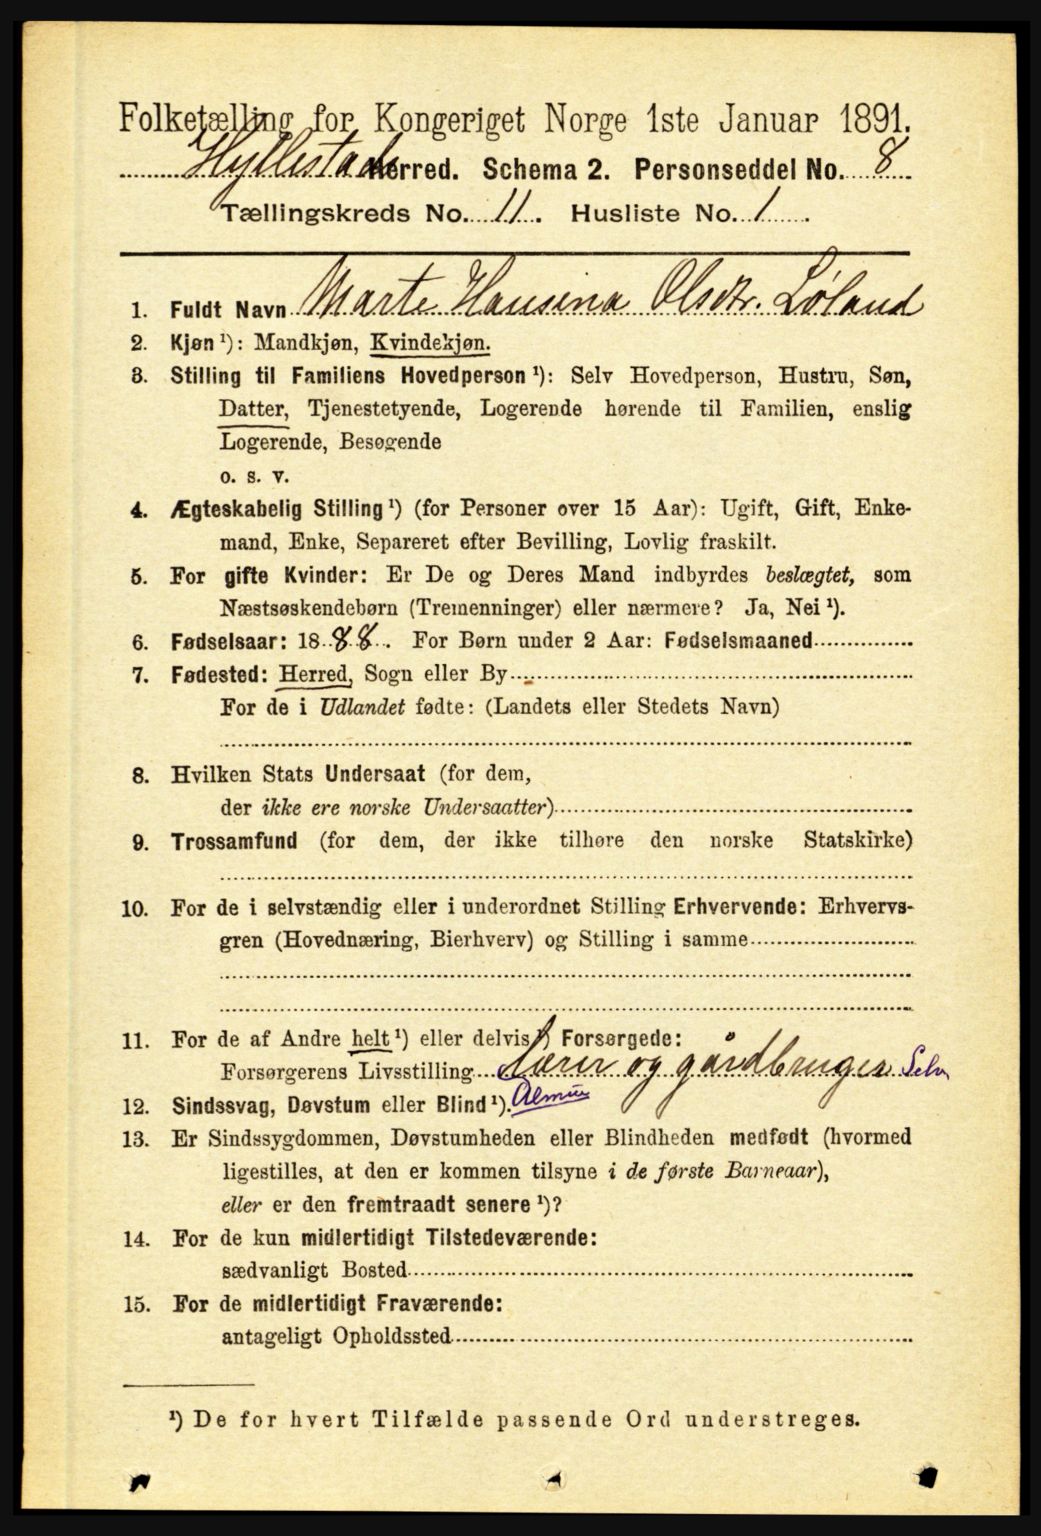 Folketælling for Kongeriget Norge 1ste Januar 1891.
Hyllestad Herred. Schema 2. Personseddel No. 8
Tællingskreds No. 11. Husliste No. 1.
1. Fuldt Navn Marte Hansina Olsdtr. Løland
2. Kjøn ¹): Mandkjøn, Kvindekjøn.
3. Stilling til Familiens Hovedperson ¹): Selv Hovedperson, Hustru, Søn,
Datter, Tjenestetyende, Logerende hørende til Familien, enslig
Logerende, Besøgende
o. s. v.
4. Ægteskabelig Stilling ¹) (for Personer over 15 Aar): Ugift, Gift, Enke-
mand, Enke, Separeret efter Bevilling, Lovlig fraskilt.
5. For gifte Kvinder: Er De og Deres Mand indbyrdes beslægtet, som
Næstsøskendebørn (Tremenninger) eller nærmere? Ja, Nei ¹).
6. Fødselsaar: 1888. For Børn under 2 Aar: Fødselsmaaned
7. Fødested: Herred, Sogn eller By
For de i Udlandet fødte: (Landets eller Stedets Navn)
8. Hvilken Stats Undersaat (for dem,
der ikke ere norske Undersaatter)
9. Trossamfund (for dem, der ikke tilhøre den norske Statskirke)
10. For de i selvstændig eller i underordnet Stilling Erhvervende: Erhvervs-
gren (Hovednæring, Bierhverv) og Stilling i samme
11. For de af Andre helt ¹) eller delvis ¹) Forsørgede:
Forsørgerens Livsstilling lærer og gårdbruger Selv
12. Sindssvag, Døvstum eller Blind ¹).
13. Er Sindssygdommen, Døvstumheden eller Blindheden medfødt (hvormed
ligestilles, at den er kommen tilsyne i de første Barneaar),
eller er den fremtraadt senere ¹)?
14. For de kun midlertidigt Tilstedeværende:
sædvanligt Bosted
15. For de midlertidigt Fraværende:
antageligt Opholdssted
¹) De for hvert Tilfælde passende Ord understreges.